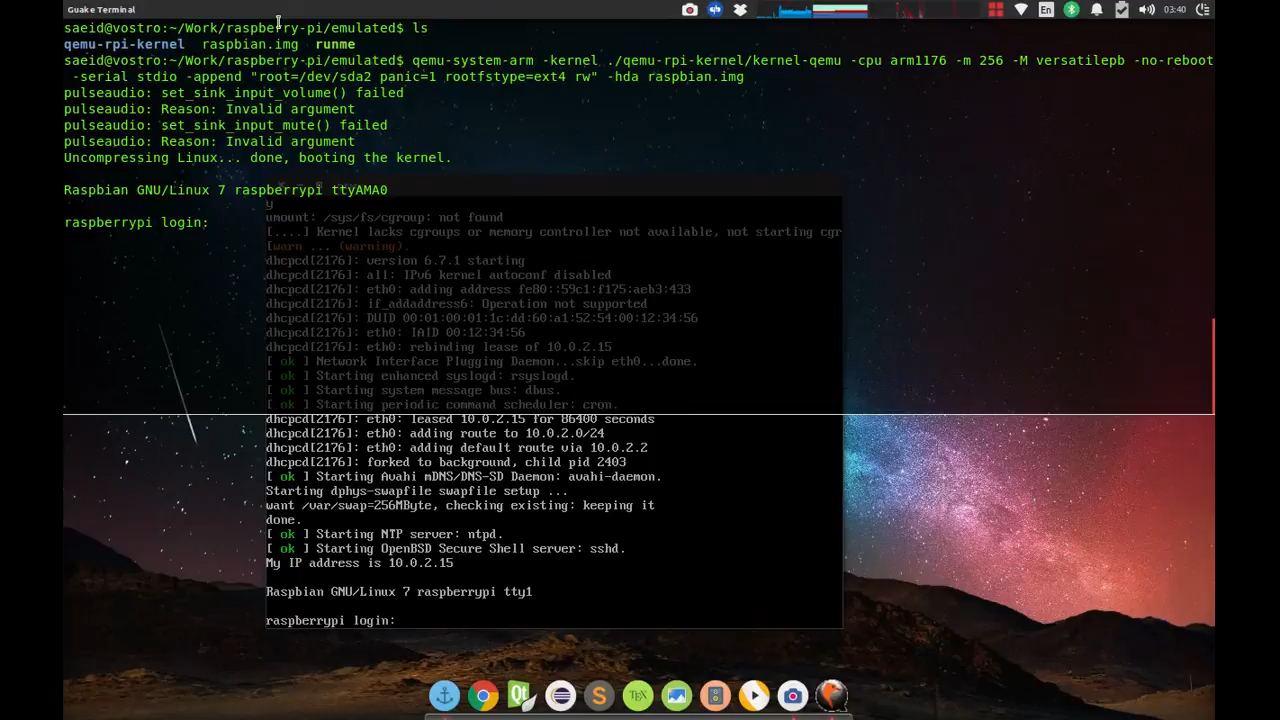 Guake Terminal
En
03:40
saeid@vostro:~/Work/raspberry-pi/emulated$ ls
qemu-rpi-kernel  raspbian.img  runme
saeid@vostro:~/Work/raspberry-pi/emulated$ qemu-system-arm -kernel ./qemu-rpi-kernel/kernel-qemu -cpu arm1176 -m 256 -M versatilepb -no-reboot
-serial stdio -append "root=/dev/sda2 panic=1 rootfstype=ext4 rw" -hda raspbian.img
pulseaudio: set_sink_input_volume() failed
pulseaudio: Reason: Invalid argument
pulseaudio: set_sink_input_mute() failed
pulseaudio: Reason: Invalid argument
Uncompressing Linux... done, booting the kernel.
Raspbian GNU/Linux 7 raspberrypi ttyAMA0
raspberrypi login:
y
umount: /sys/fs/cgroup: not found
[....] Kernel lacks cgroups or memory controller not available, not starting cgr
[warn ... (warning).
dhcpcd[2176]: version 6.7.1 starting
dhcpcd[2176]: all: IPv6 kernel autoconf disabled
dhcpcd[2176]: eth0: adding address fe80::59c1:f175:aeb3:433
dhcpcd[2176]: if_addaddress6: Operation not supported
dhcpcd[2176]: DUID 00:01:00:01:1c:dd:60:a1:52:54:00:12:34:56
dhcpcd[2176]: eth0: IAID 00:12:34:56
dhcpcd[2176]: eth0: rebinding lease of 10.0.2.15
[ ok ] Network Interface Plugging Daemon...skip eth0...done.
[ ok ] Starting enhanced syslogd: rsyslogd.
[ ok ] Starting system message bus: dbus.
[ ok ] Starting periodic command scheduler: cron.
dhcpcd[2176]: eth0: leased 10.0.2.15 for 86400 seconds
dhcpcd[2176]: eth0: adding route to 10.0.2.0/24
dhcpcd[2176]: eth0: adding default route via 10.0.2.2
dhcpcd[2176]: forked to background, child pid 2403
[ ok ] Starting Avahi mDNS/DNS-SD Daemon: avahi-daemon.
Starting dphys-swapfile swapfile setup ...
want /var/swap=256MByte, checking existing: keeping it
done.
[ ok ] Starting NTP server: ntpd.
[ ok ] Starting OpenBSD Secure Shell server: sshd.
My IP address is 10.0.2.15
Raspbian GNU/Linux 7 raspberrypi tty1
raspberrypi login:
Qt
S
TEX